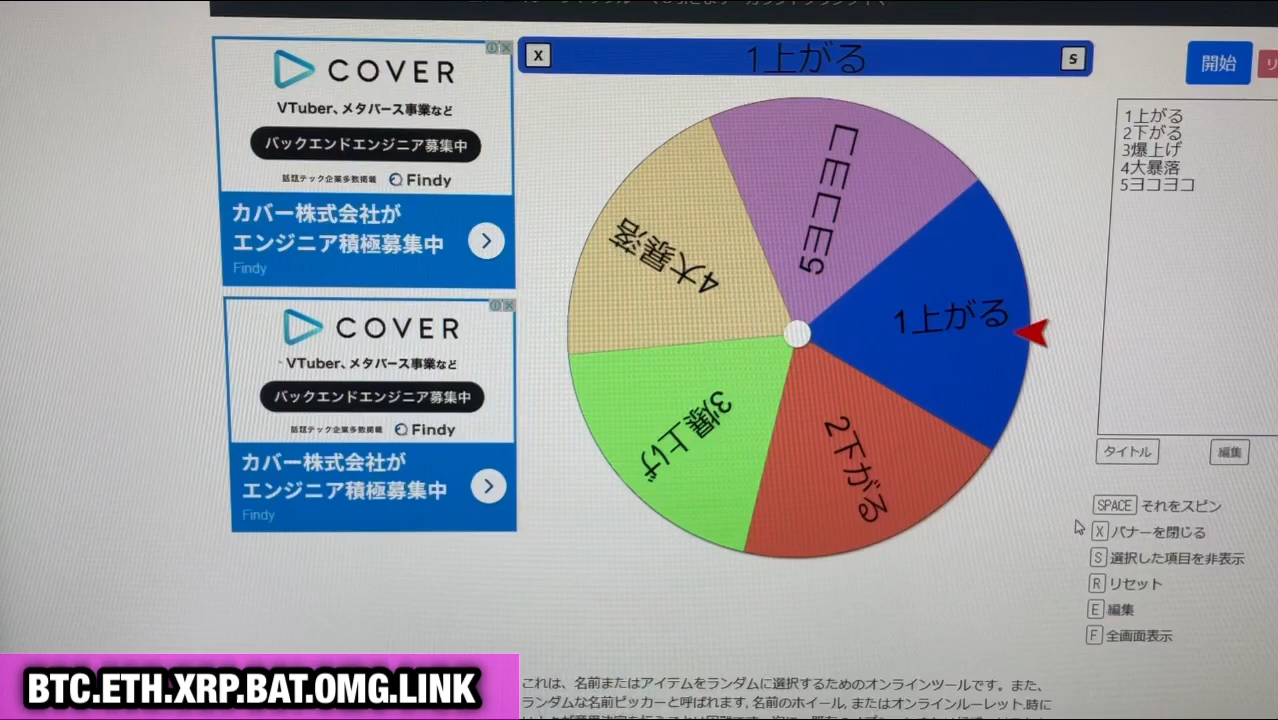 COVER
VTuber、メタバース事業など
バックエンドエンジニア募集中
話題テック企業多数掲載 Findy
カバー株式会社が
エンジニア積極募集中
Findy
COVER
VTuber、メタバース事業など
バックエンドエンジニア募集中
話題テック企業多数掲載 Findy
カバー株式会社が
エンジニア積極募集中
Findy
X 1上がる S
5ヨコヨコ
4大暴落
1上がる
3爆上げ
2下がる
開始
リ
1上がる
2下がる
3爆上げ
4大暴落
5ヨコヨコ
タイトル 編集
SPACE それをスピン
X バナーを閉じる
S 選択した項目を非表示
R リセット
E 編集
F 全画面表示
これは、名前またはアイテムをランダムに選択するためのオンラインツールです。また、
ランダムな名前ピッカーと呼ばれます, 名前のホイール, またはオンラインルーレット.時に
BTC.ETH.XRP.BAT.OMG.LINK